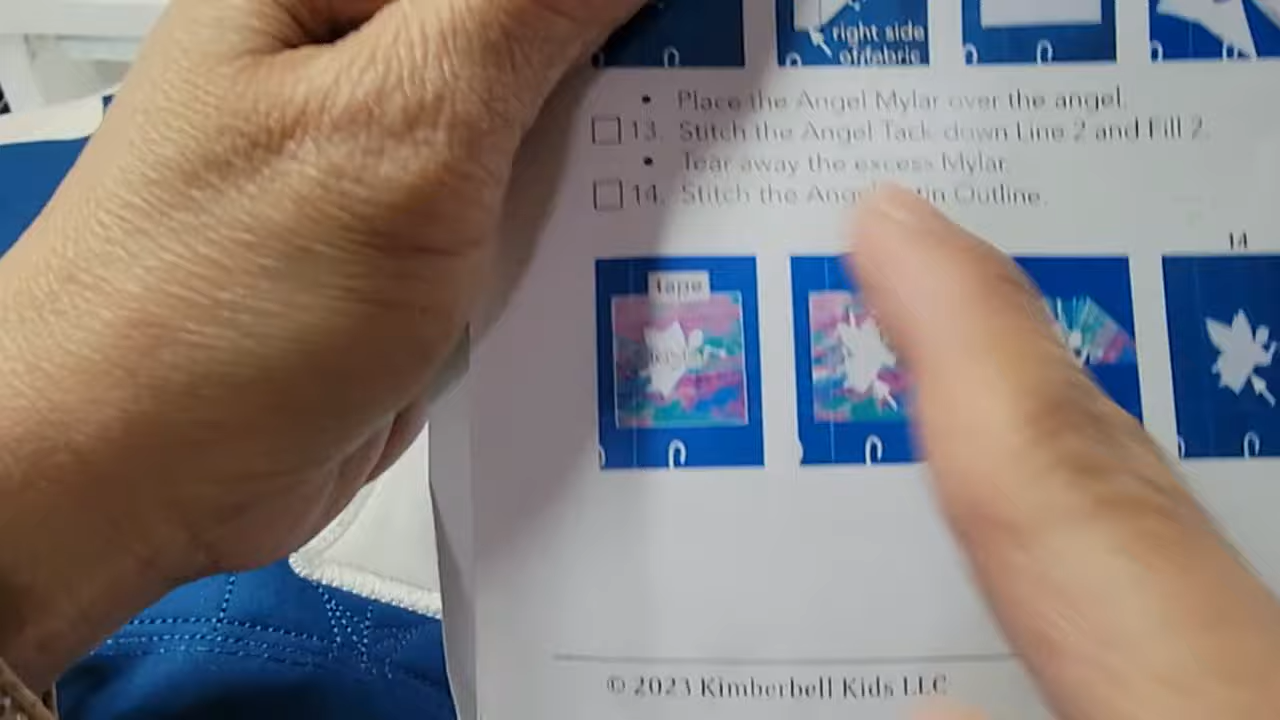 right side
of fabric
• Place the Angel Mylar over the angel.
13. Stitch the Angel Tack-down Line 2 and Fill 2.
• Tear away the excess Mylar.
14. Stitch the Outline.
14
tape
© 2023 Kimberbell Kids LLC